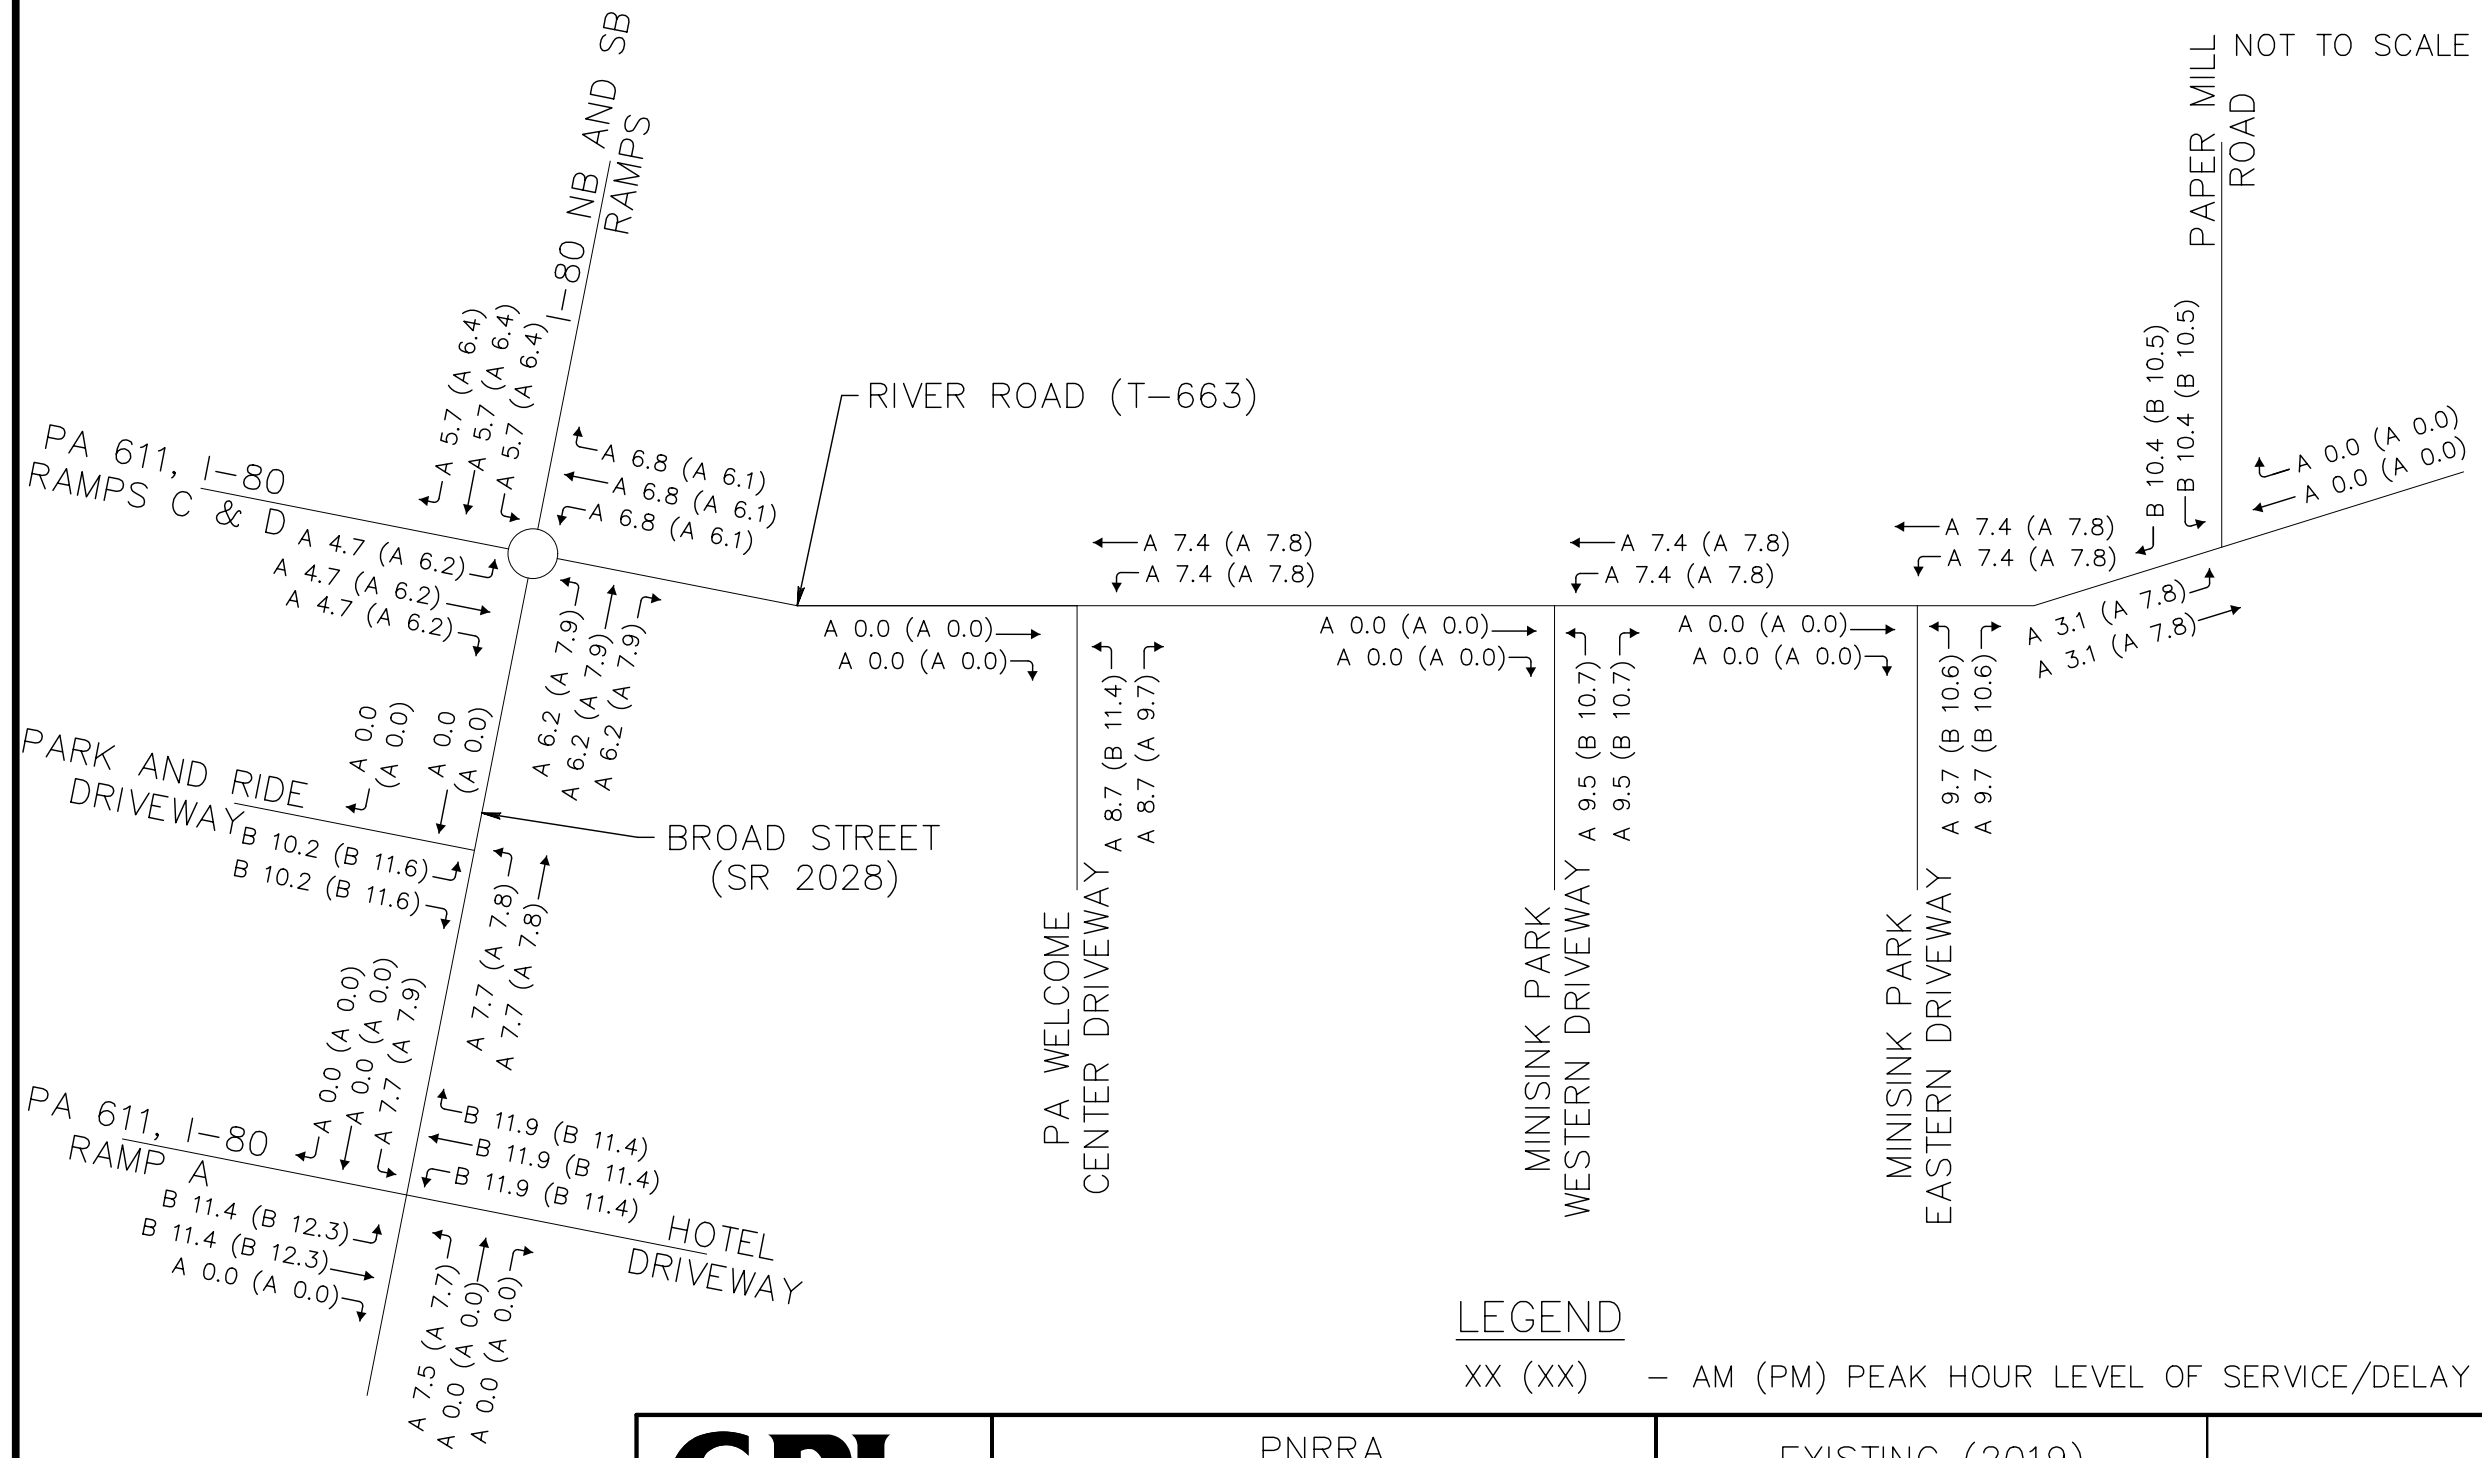 NOT TO SCALE
PAPER MILL
ROAD
I-80 NB AND SB
RAMPS
A 5.7 (A 6.4)
A 5.7 (A 6.4)
A 5.7 (A 6.4)
PA 611, I-80
RAMPS C & D
A 6.8 (A 6.1)
A 6.8 (A 6.1)
A 6.8 (A 6.1)
A 4.7 (A 6.2)
A 4.7 (A 6.2)
A 4.7 (A 6.2)
A 6.2 (A 7.9)
A 6.2 (A 7.9)
A 6.2 (A 7.9)
RIVER ROAD (T-663)
A 7.4 (A 7.8)
A 7.4 (A 7.8)
A 0.0 (A 0.0)
A 0.0 (A 0.0)
A 8.7 (B 11.4)
A 8.7 (A 9.7)
PA WELCOME
CENTER DRIVEWAY
A 7.4 (A 7.8)
A 7.4 (A 7.8)
A 0.0 (A 0.0)
A 0.0 (A 0.0)
A 9.5 (B 10.7)
A 9.5 (B 10.7)
MINISINK PARK
WESTERN DRIVEWAY
A 7.4 (A 7.8)
A 7.4 (A 7.8)
A 0.0 (A 0.0)
A 0.0 (A 0.0)
A 9.7 (B 10.6)
A 9.7 (B 10.6)
MINISINK PARK
EASTERN DRIVEWAY
B 10.4 (B 10.5)
B 10.4 (B 10.5)
A 0.0 (A 0.0)
A 0.0 (A 0.0)
A 3.1 (A 7.8)
A 3.1 (A 7.8)
PARK AND RIDE
DRIVEWAY
A 0.0
(A 0.0)
A 0.0
(A 0.0)
B 10.2 (B 11.6)
B 10.2 (B 11.6)
A 7.7 (A 7.8)
A 7.7 (A 7.8)
BROAD STREET
(SR 2028)
PA 611, I-80
RAMP A
A 0.0 (A 0.0)
A 0.0 (A 0.0)
A 7.7 (A 7.9)
B 11.9 (B 11.4)
B 11.9 (B 11.4)
B 11.9 (B 11.4)
B 11.4 (B 12.3)
B 11.4 (B 12.3)
A 0.0 (A 0.0)
A 7.5 (A 7.7)
A 0.0 (A 0.0)
A 0.0 (A 0.0)
HOTEL
DRIVEWAY
LEGEND
XX (XX) - AM (PM) PEAK HOUR LEVEL OF SERVICE/DELAY
GPI
PNRRA
EXISTING (2019)